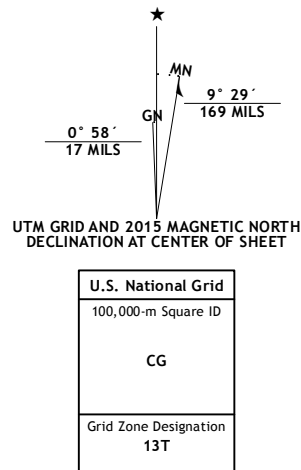 MN
GN
9° 29´
169 MILS
0° 58´
17 MILS
UTM GRID AND 2015 MAGNETIC NORTH
DECLINATION AT CENTER OF SHEET
U.S. National Grid
100,000-m Square ID
CG
Grid Zone Designation
13T